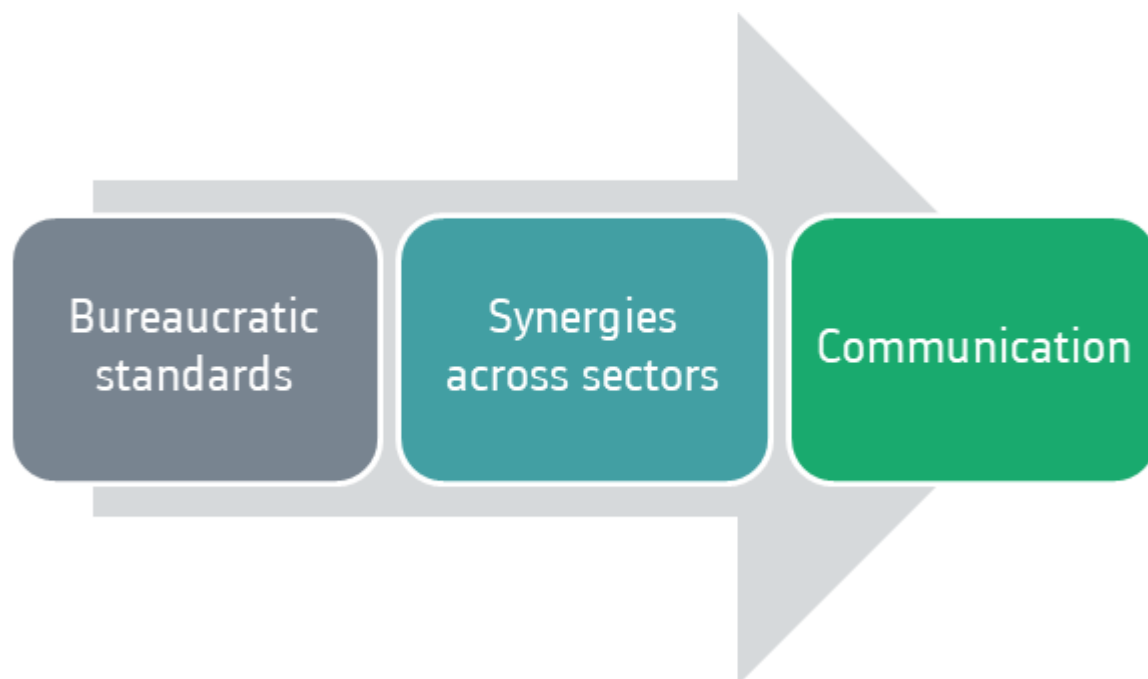 Bureaucratic
standards
Synergies
across sectors
Communication